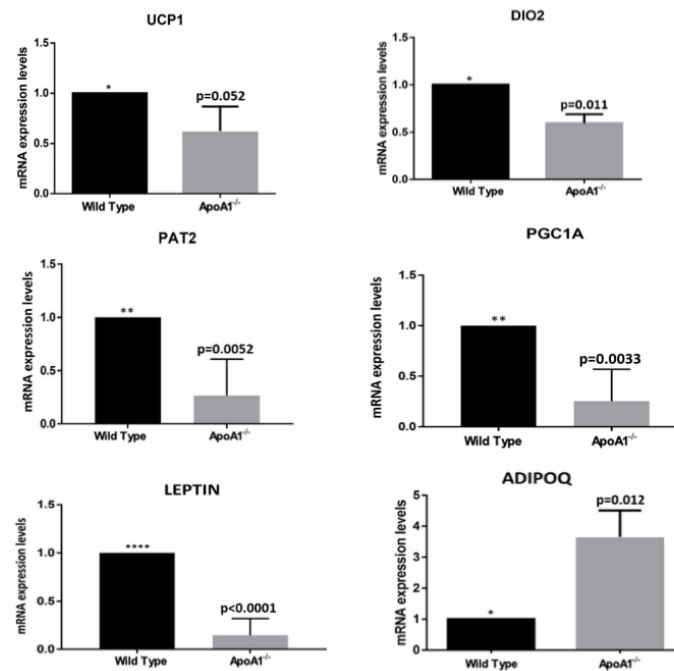 UCP1
mRNA expression levels
1.5
1.0
0.5
0.0
*
p=0.052
Wild Type
ApoA1-/-
DIO2
mRNA expression levels
1.5
1.0
0.5
0.0
*
p=0.011
Wild Type
ApoA1-/-
PAT2
mRNA expression levels
1.5
1.0
0.5
0.0
**
p=0.0052
Wild Type
ApoA1-/-
PGC1A
mRNA expression levels
1.5
1.0
0.5
0.0
**
p=0.0033
Wild Type
ApoA1-/-
LEPTIN
mRNA expression levels
1.5
1.0
0.5
0.0
****
p<0.0001
Wild Type
ApoA1-/-
ADIPOQ
mRNA expression levels
5
4
3
2
1
0
*
p=0.012
Wild Type
ApoA1-/-